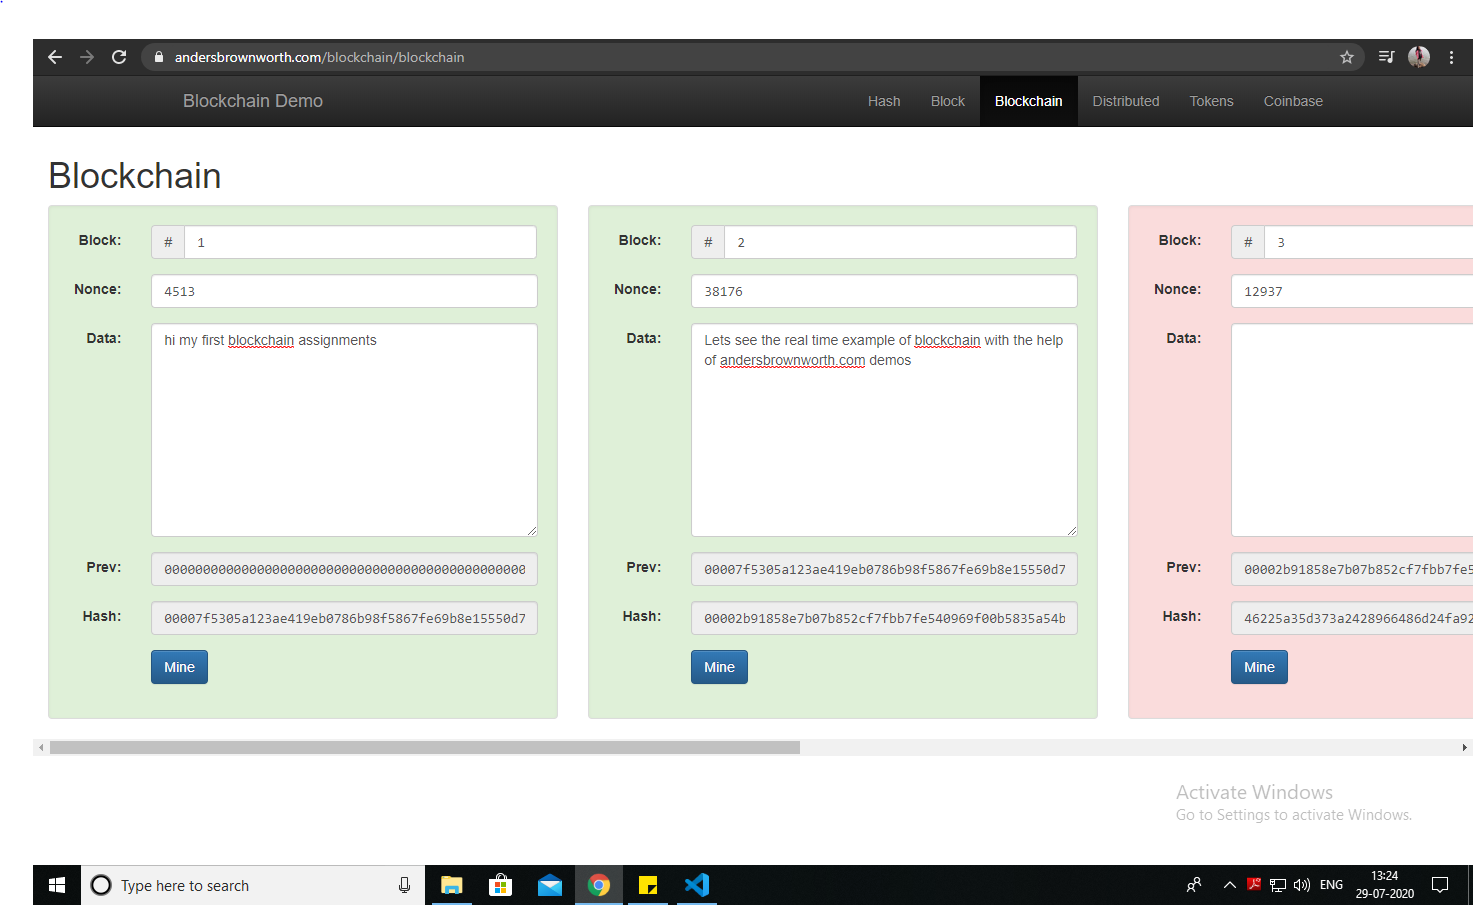 andersbrownworth.com/blockchain/blockchain
Blockchain Demo
Hash
Block
Blockchain
Distributed
Tokens
Coinbase
Blockchain
Block:
# 1
Nonce:
4513
Data:
hi my first blockchain assignments
Prev:
00000000000000000000000000000000000000000000000
Hash:
00007f5305a123ae419eb0786b98f5867fe69b8e15550d7
Mine
Block:
# 2
Nonce:
38176
Data:
Lets see the real time example of blockchain with the help
of andersbrownworth.com demos
Prev:
00007f5305a123ae419eb0786b98f5867fe69b8e15550d7
Hash:
00002b91858e7b07b852cf7fbb7fe540969f00b5835a54b
Mine
Block:
# 3
Nonce:
12937
Data:
Prev:
00002b91858e7b07b852cf7fbb7fe5
Hash:
46225a35d373a2428966486d24fa92
Mine
Activate Windows
Go to Settings to activate Windows.
Type here to search
ENG
13:24
29-07-2020